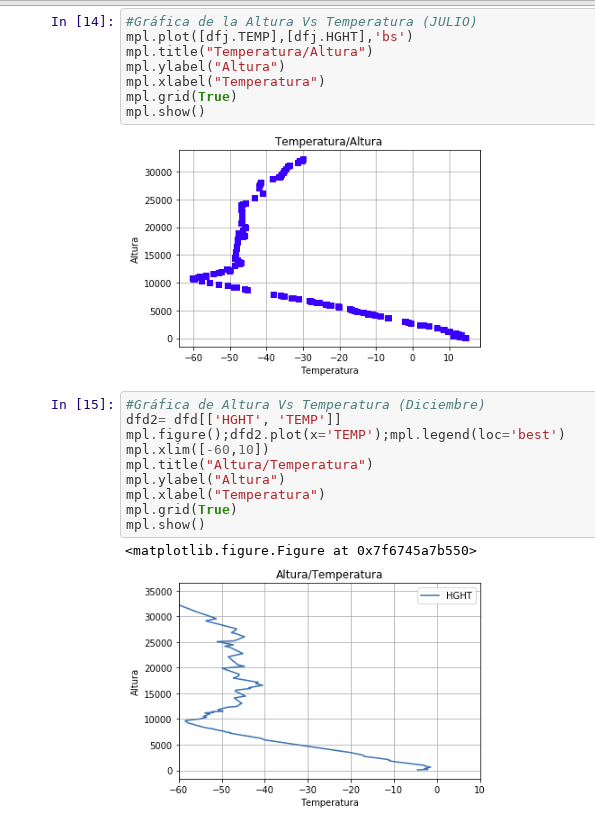 In [14]: #Gráfica de la Altura Vs Temperatura (JULIO)
mpl.plot([dfj.TEMP],[dfj.HGHT],'bs')
mpl.title("Temperatura/Altura")
mpl.ylabel("Altura")
mpl.xlabel("Temperatura")
mpl.grid(True)
mpl.show()
Temperatura/Altura
30000
25000
20000
15000
10000
5000
0
Altura
−60 −50 −40 −30 −20 −10 0 10
Temperatura
In [15]: #Gráfica de Altura Vs Temperatura (Diciembre)
dfd2= dfd[['HGHT', 'TEMP']]
mpl.figure();dfd2.plot(x='TEMP');mpl.legend(loc='best')
mpl.xlim([-60,10])
mpl.title("Altura/Temperatura")
mpl.ylabel("Altura")
mpl.xlabel("Temperatura")
mpl.grid(True)
mpl.show()
<matplotlib.figure.Figure at 0x7f6745a7b550>
Altura/Temperatura
HGHT
35000
30000
25000
20000
15000
10000
5000
0
Altura
−60 −50 −40 −30 −20 −10 0 10
Temperatura